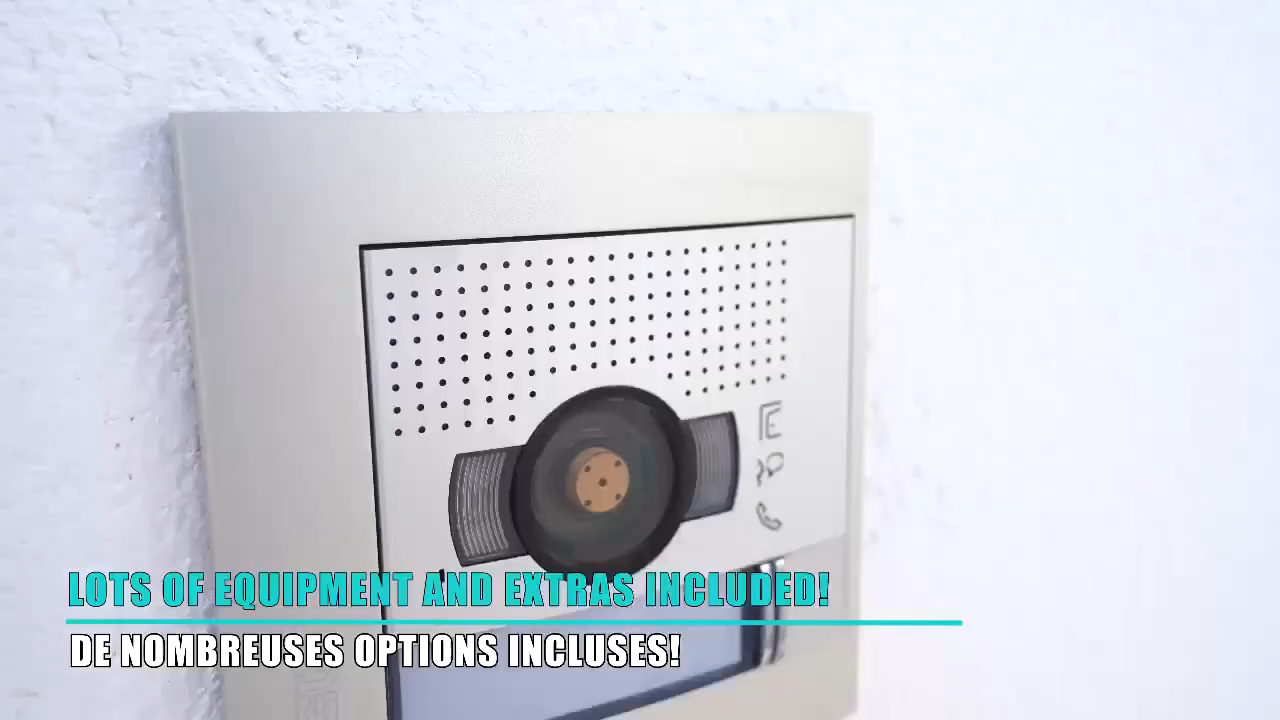 LOTS OF EQUIPMENT AND EXTRAS INCLUDED!
DE NOMBREUSES OPTIONS INCLUSES!